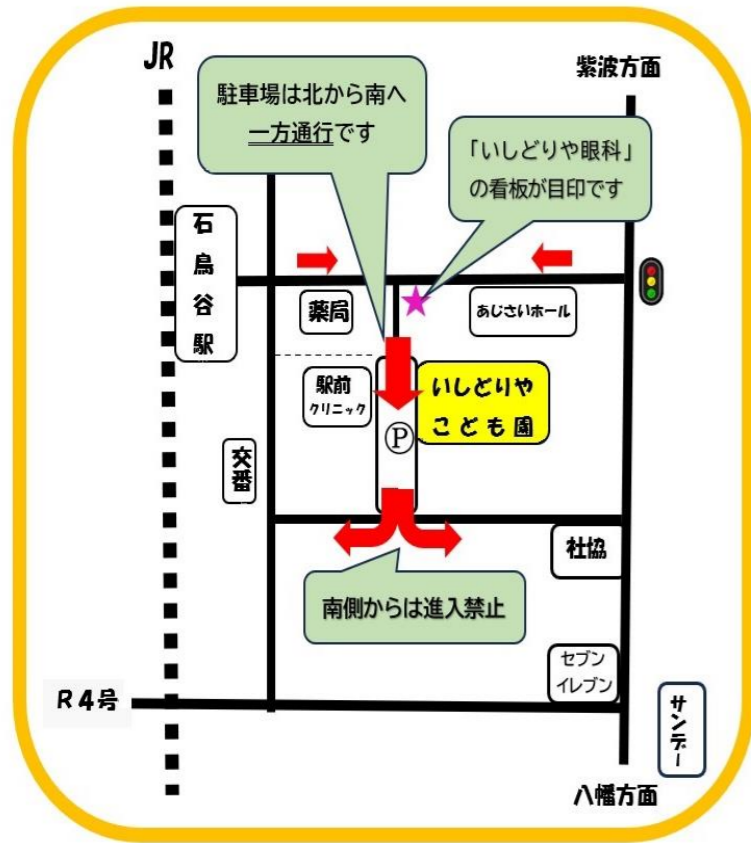 JR
紫波方面
駐車場は北から南へ
一方通行です
「いしどりや眼科」
の看板が目印です
石鳥谷駅
薬局
あじさいホール
駅前
クリニック
いしどりや
こども園
P
交番
社協
南側からは進入禁止
セブン
イレブン
R4号
サンデー
八幡方面